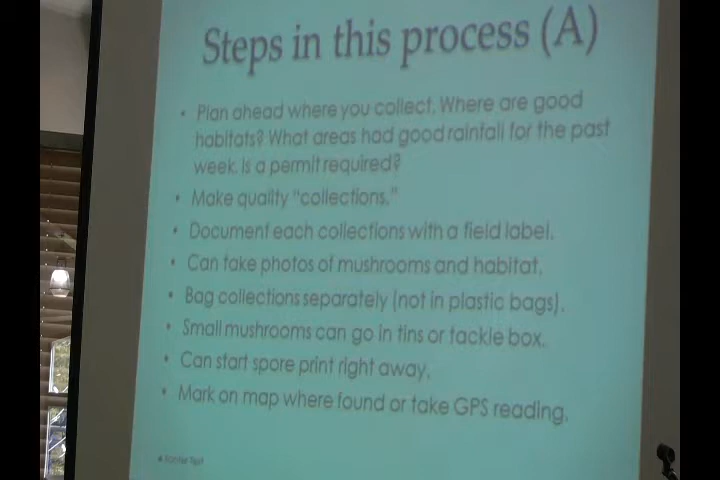 Steps in this process (A)
• Plan ahead where you collect. Where are good
habitats? What areas had good rainfall for the past
week. Is a permit required?
• Make quality "collections."
• Document each collections with a field label.
• Can take photos of mushrooms and habitat.
• Bag collections separately (not in plastic bags).
• Small mushrooms can go in tins or tackle box.
• Can start spore print right away.
• Mark on map where found or take GPS reading.
Footer Text